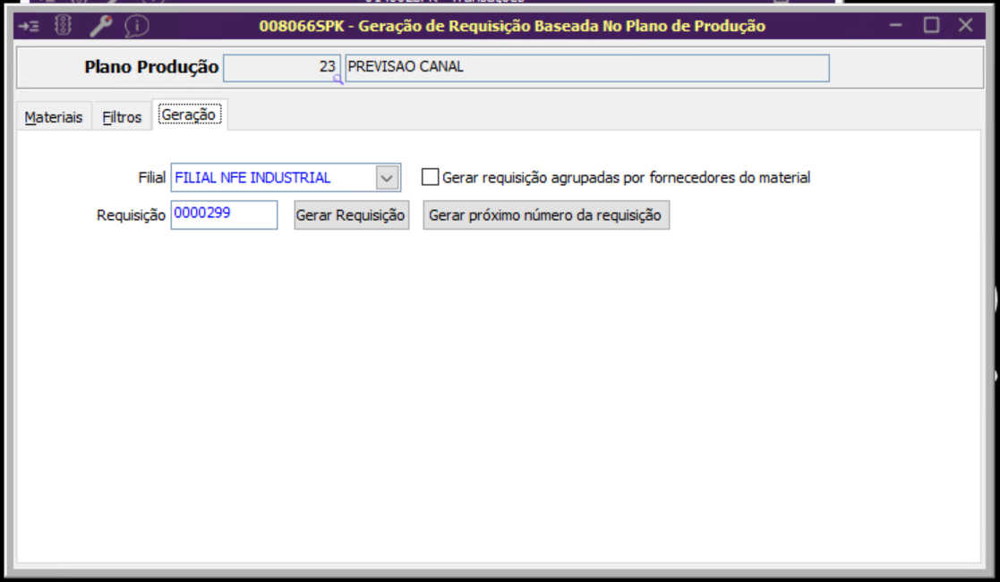 008066SPK - Geração de Requisição Baseada No Plano de Produção
Plano Produção 23 PREVISAO CANAL
Materiais Filtros Geração
Filial FILIAL NFE INDUSTRIAL Gerar requisição agrupadas por fornecedores do material
Requisição 0000299 Gerar Requisição Gerar próximo número da requisição